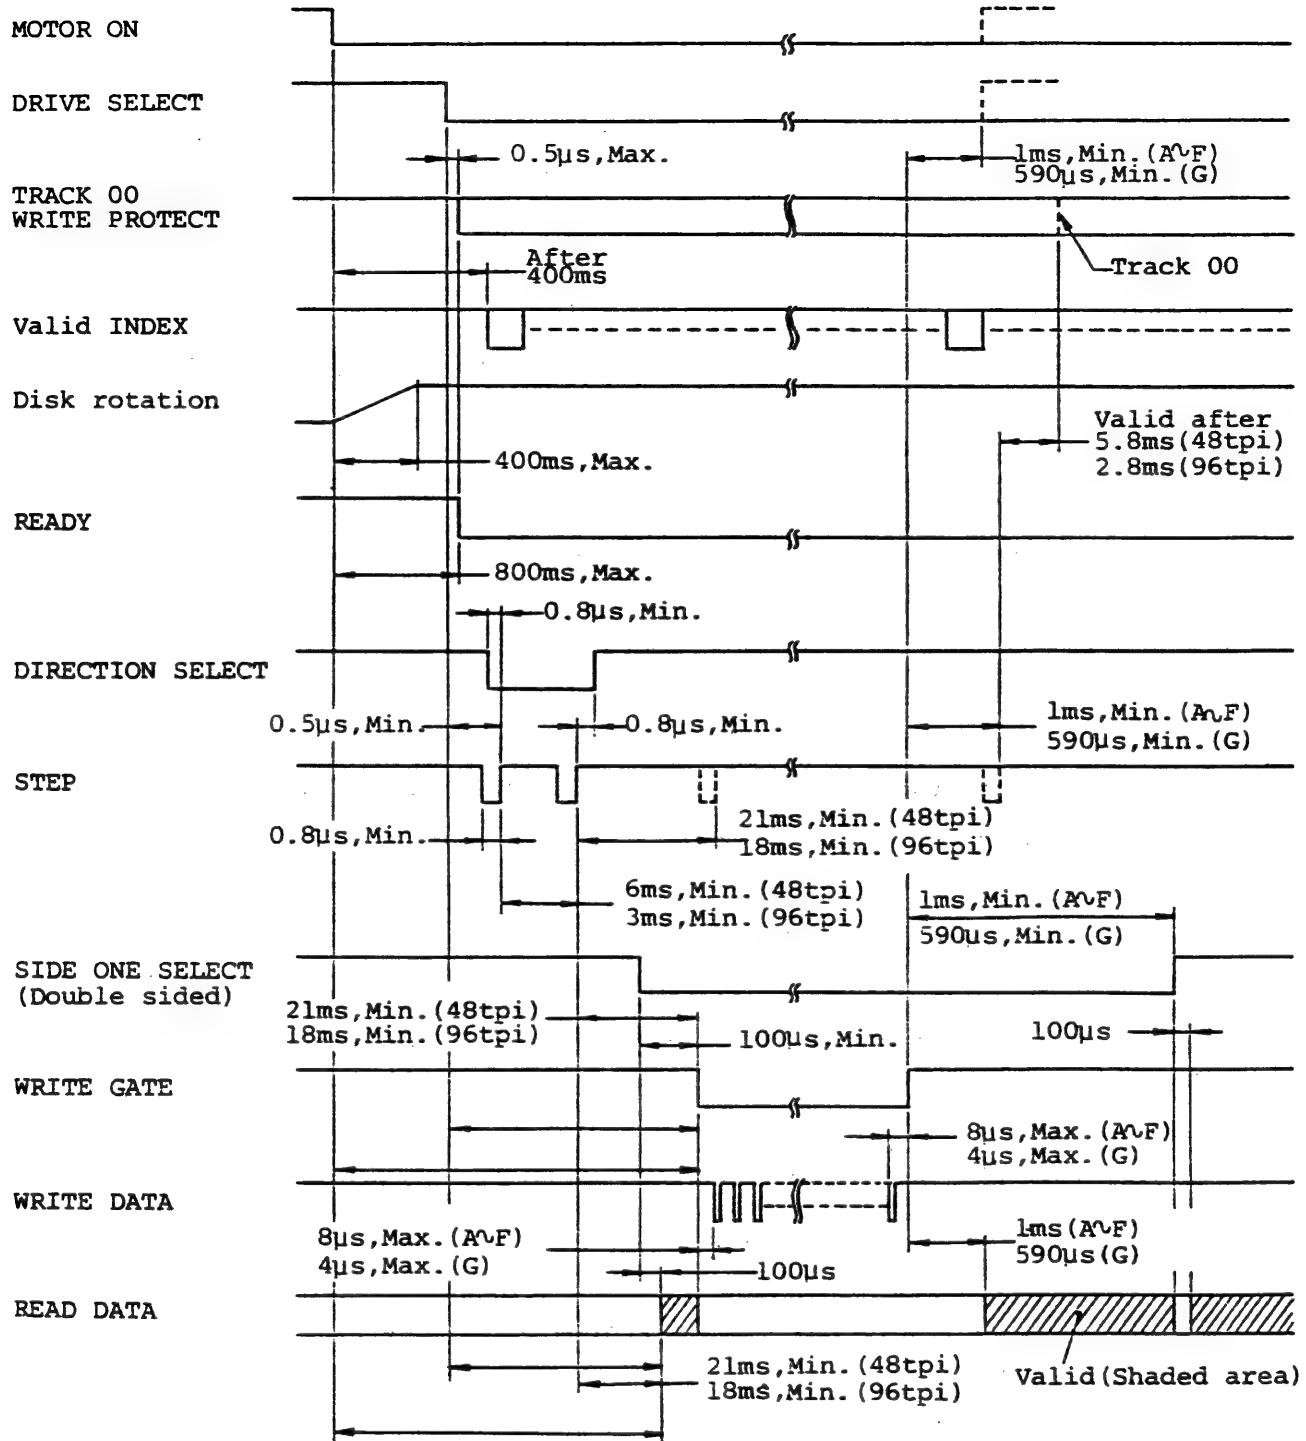 MOTOR ON
DRIVE SELECT
0.5µs,Max.
1ms,Min.(A∿F)
590µs,Min.(G)
TRACK 00
WRITE PROTECT
After
400ms
Track 00
Valid INDEX
Disk rotation
Valid after
5.8ms(48tpi)
2.8ms(96tpi)
400ms,Max.
READY
800ms,Max.
0.8µs,Min.
DIRECTION SELECT
0.5µs,Min.
0.8µs,Min.
1ms,Min.(A∿F)
590µs,Min.(G)
STEP
0.8µs,Min.
21ms,Min.(48tpi)
18ms,Min.(96tpi)
6ms,Min.(48tpi)
3ms,Min.(96tpi)
1ms,Min.(A∿F)
590µs,Min.(G)
SIDE ONE SELECT
(Double sided)
21ms,Min.(48tpi)
18ms,Min.(96tpi)
100µs,Min.
100µs
WRITE GATE
8µs,Max.(A∿F)
4µs,Max.(G)
WRITE DATA
8µs,Max.(A∿F)
4µs,Max.(G)
100µs
1ms(A∿F)
590µs(G)
READ DATA
21ms,Min.(48tpi)
18ms,Min.(96tpi)
Valid(Shaded area)